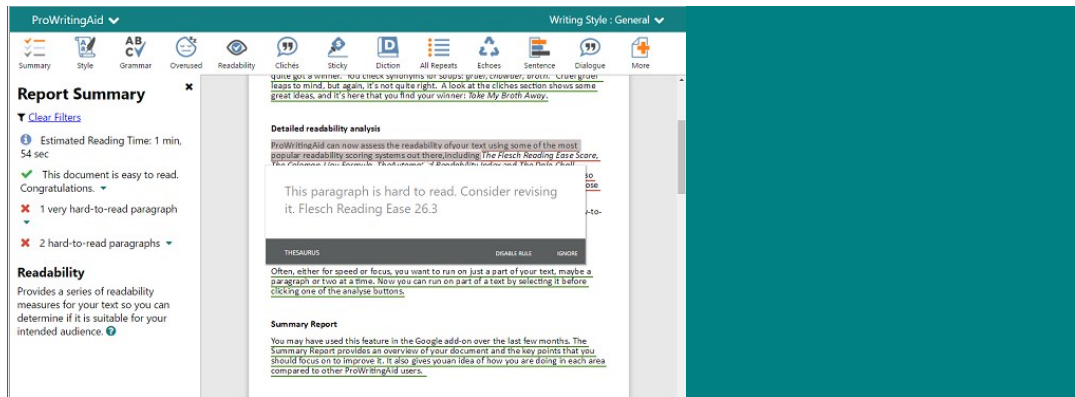 ProWritingAid
Writing Style : General
Summary
Style
Grammar
Overused
Readability
Clichés
Sticky
Diction
All Repeats
Echoes
Sentence
Dialogue
More
Report Summary
×
Clear Filters
Estimated Reading Time: 1 min,
54 sec
This document is easy to read.
Congratulations.
1 very hard-to-read paragraph
2 hard-to-read paragraphs
Readability
Provides a series of readability
measures for your text so you can
determine if it is suitable for your
intended audience.
quite got a winner. You check synonyms for soups: gruel, chowder, broth. Cruel gruel
leaps to mind, but again, it's not quite right. A look at the cliches section shows some
great ideas, and it's here that you find your winner: Take My Broth Away.
Detailed readability analysis
ProWritingAid can now assess the readability ofyour text using some of the most
popular readability scoring systems out there,including The Flesch Reading Ease Score,
This paragraph is hard to read. Consider revising
it. Flesch Reading Ease 26.3
THESAURUS
DISABLE RULE
IGNORE
Often, either for speed or focus, you want to run on just a part of your text, maybe a
paragraph or two at a time. Now you can run on part of a text by selecting it before
clicking one of the analyse buttons.
Summary Report
You may have used this feature in the Google add-on over the last few months. The
Summary Report provides an overview of your document and the key points that you
should focus on to improve it. It also gives youan idea of how you are doing in each area
compared to other ProWritingAid users.